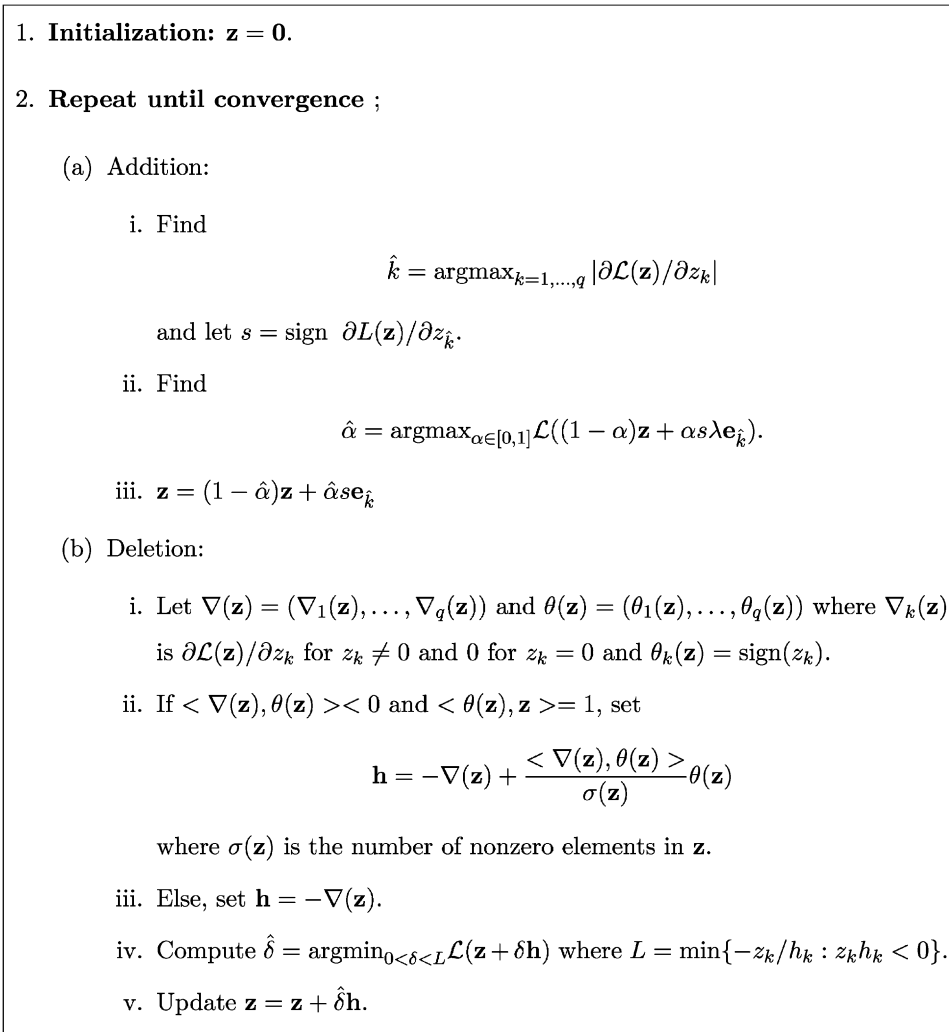 1. Initialization: z = 0.
2. Repeat until convergence ;
(a) Addition:
i. Find
k̂ = argmax_{k=1,...,q} |∂ℒ(z)/∂z_k|
and let s = sign ∂L(z)/∂z_k̂.
ii. Find
α̂ = argmax_{α∈[0,1]} ℒ((1 − α)z + αsλe_k̂).
iii. z = (1 − α̂)z + α̂se_k̂
(b) Deletion:
i. Let ∇(z) = (∇_1(z), . . . , ∇_q(z)) and θ(z) = (θ_1(z), . . . , θ_q(z)) where ∇_k(z)
is ∂ℒ(z)/∂z_k for z_k ≠ 0 and 0 for z_k = 0 and θ_k(z) = sign(z_k).
ii. If < ∇(z), θ(z) >< 0 and < θ(z), z >= 1, set
h = −∇(z) + < ∇(z), θ(z) > / σ(z) θ(z)
where σ(z) is the number of nonzero elements in z.
iii. Else, set h = −∇(z).
iv. Compute δ̂ = argmin_{0<δ<L} ℒ(z + δh) where L = min{−z_k/h_k : z_k h_k < 0}.
v. Update z = z + δ̂h.